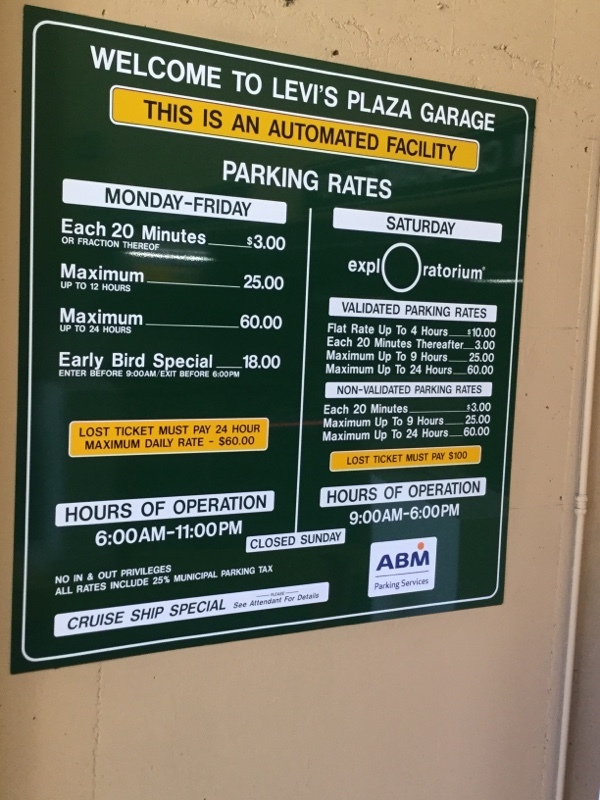 WELCOME TO LEVI'S PLAZA GARAGE
THIS IS AN AUTOMATED FACILITY
PARKING RATES
MONDAY-FRIDAY
Each 20 Minutes $3.00
OR FRACTION THEREOF
Maximum 25.00
UP TO 12 HOURS
Maximum 60.00
UP TO 24 HOURS
Early Bird Special 18.00
ENTER BEFORE 9:00AM/EXIT BEFORE 6:00PM
LOST TICKET MUST PAY 24 HOUR
MAXIMUM DAILY RATE - $60.00
HOURS OF OPERATION
6:00AM-11:00PM
SATURDAY
exploratorium®
VALIDATED PARKING RATES
Flat Rate Up To 4 Hours $10.00
Each 20 Minutes Thereafter 3.00
Maximum Up To 9 Hours 25.00
Maximum Up To 24 Hours 60.00
NON-VALIDATED PARKING RATES
Each 20 Minutes $3.00
Maximum Up To 9 Hours 25.00
Maximum Up To 24 Hours 60.00
LOST TICKET MUST PAY $100
HOURS OF OPERATION
9:00AM-6:00PM
CLOSED SUNDAY
NO IN & OUT PRIVILEGES
ALL RATES INCLUDE 25% MUNICIPAL PARKING TAX
CRUISE SHIP SPECIAL
PLEASE
See Attendant For Details
ABM
Parking Services